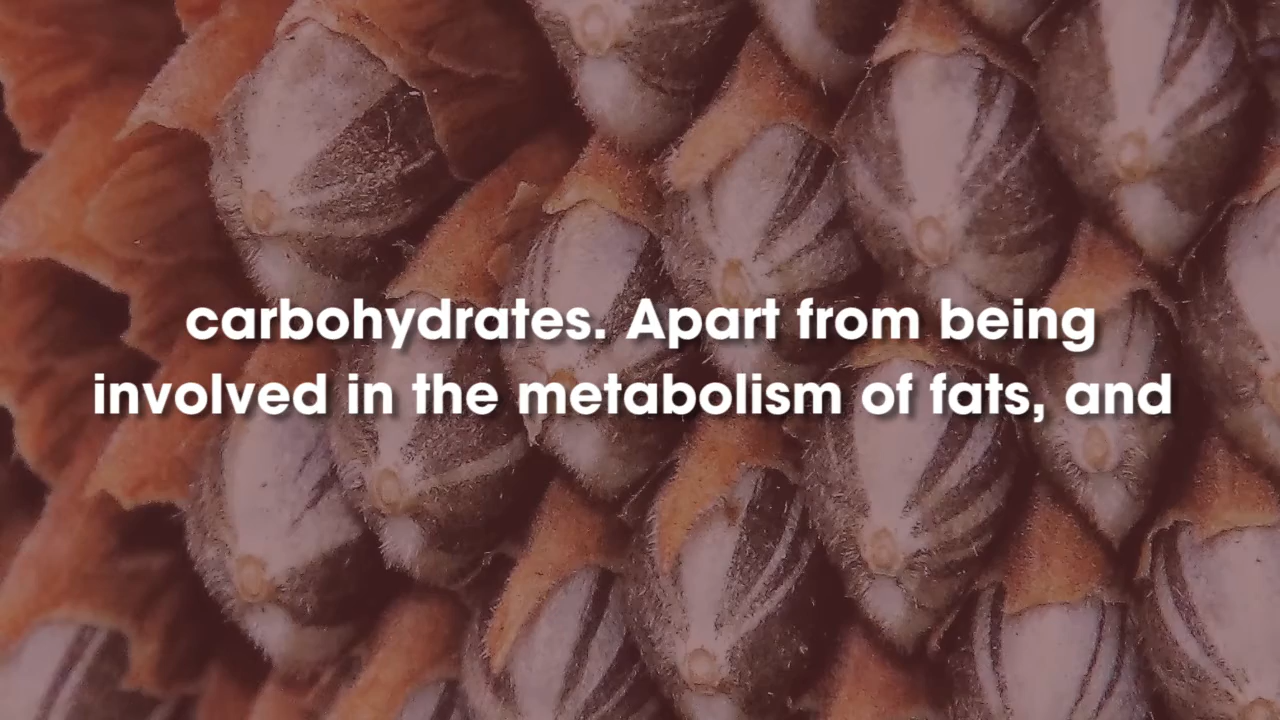 carbohydrates. Apart from being
involved in the metabolism of fats, and